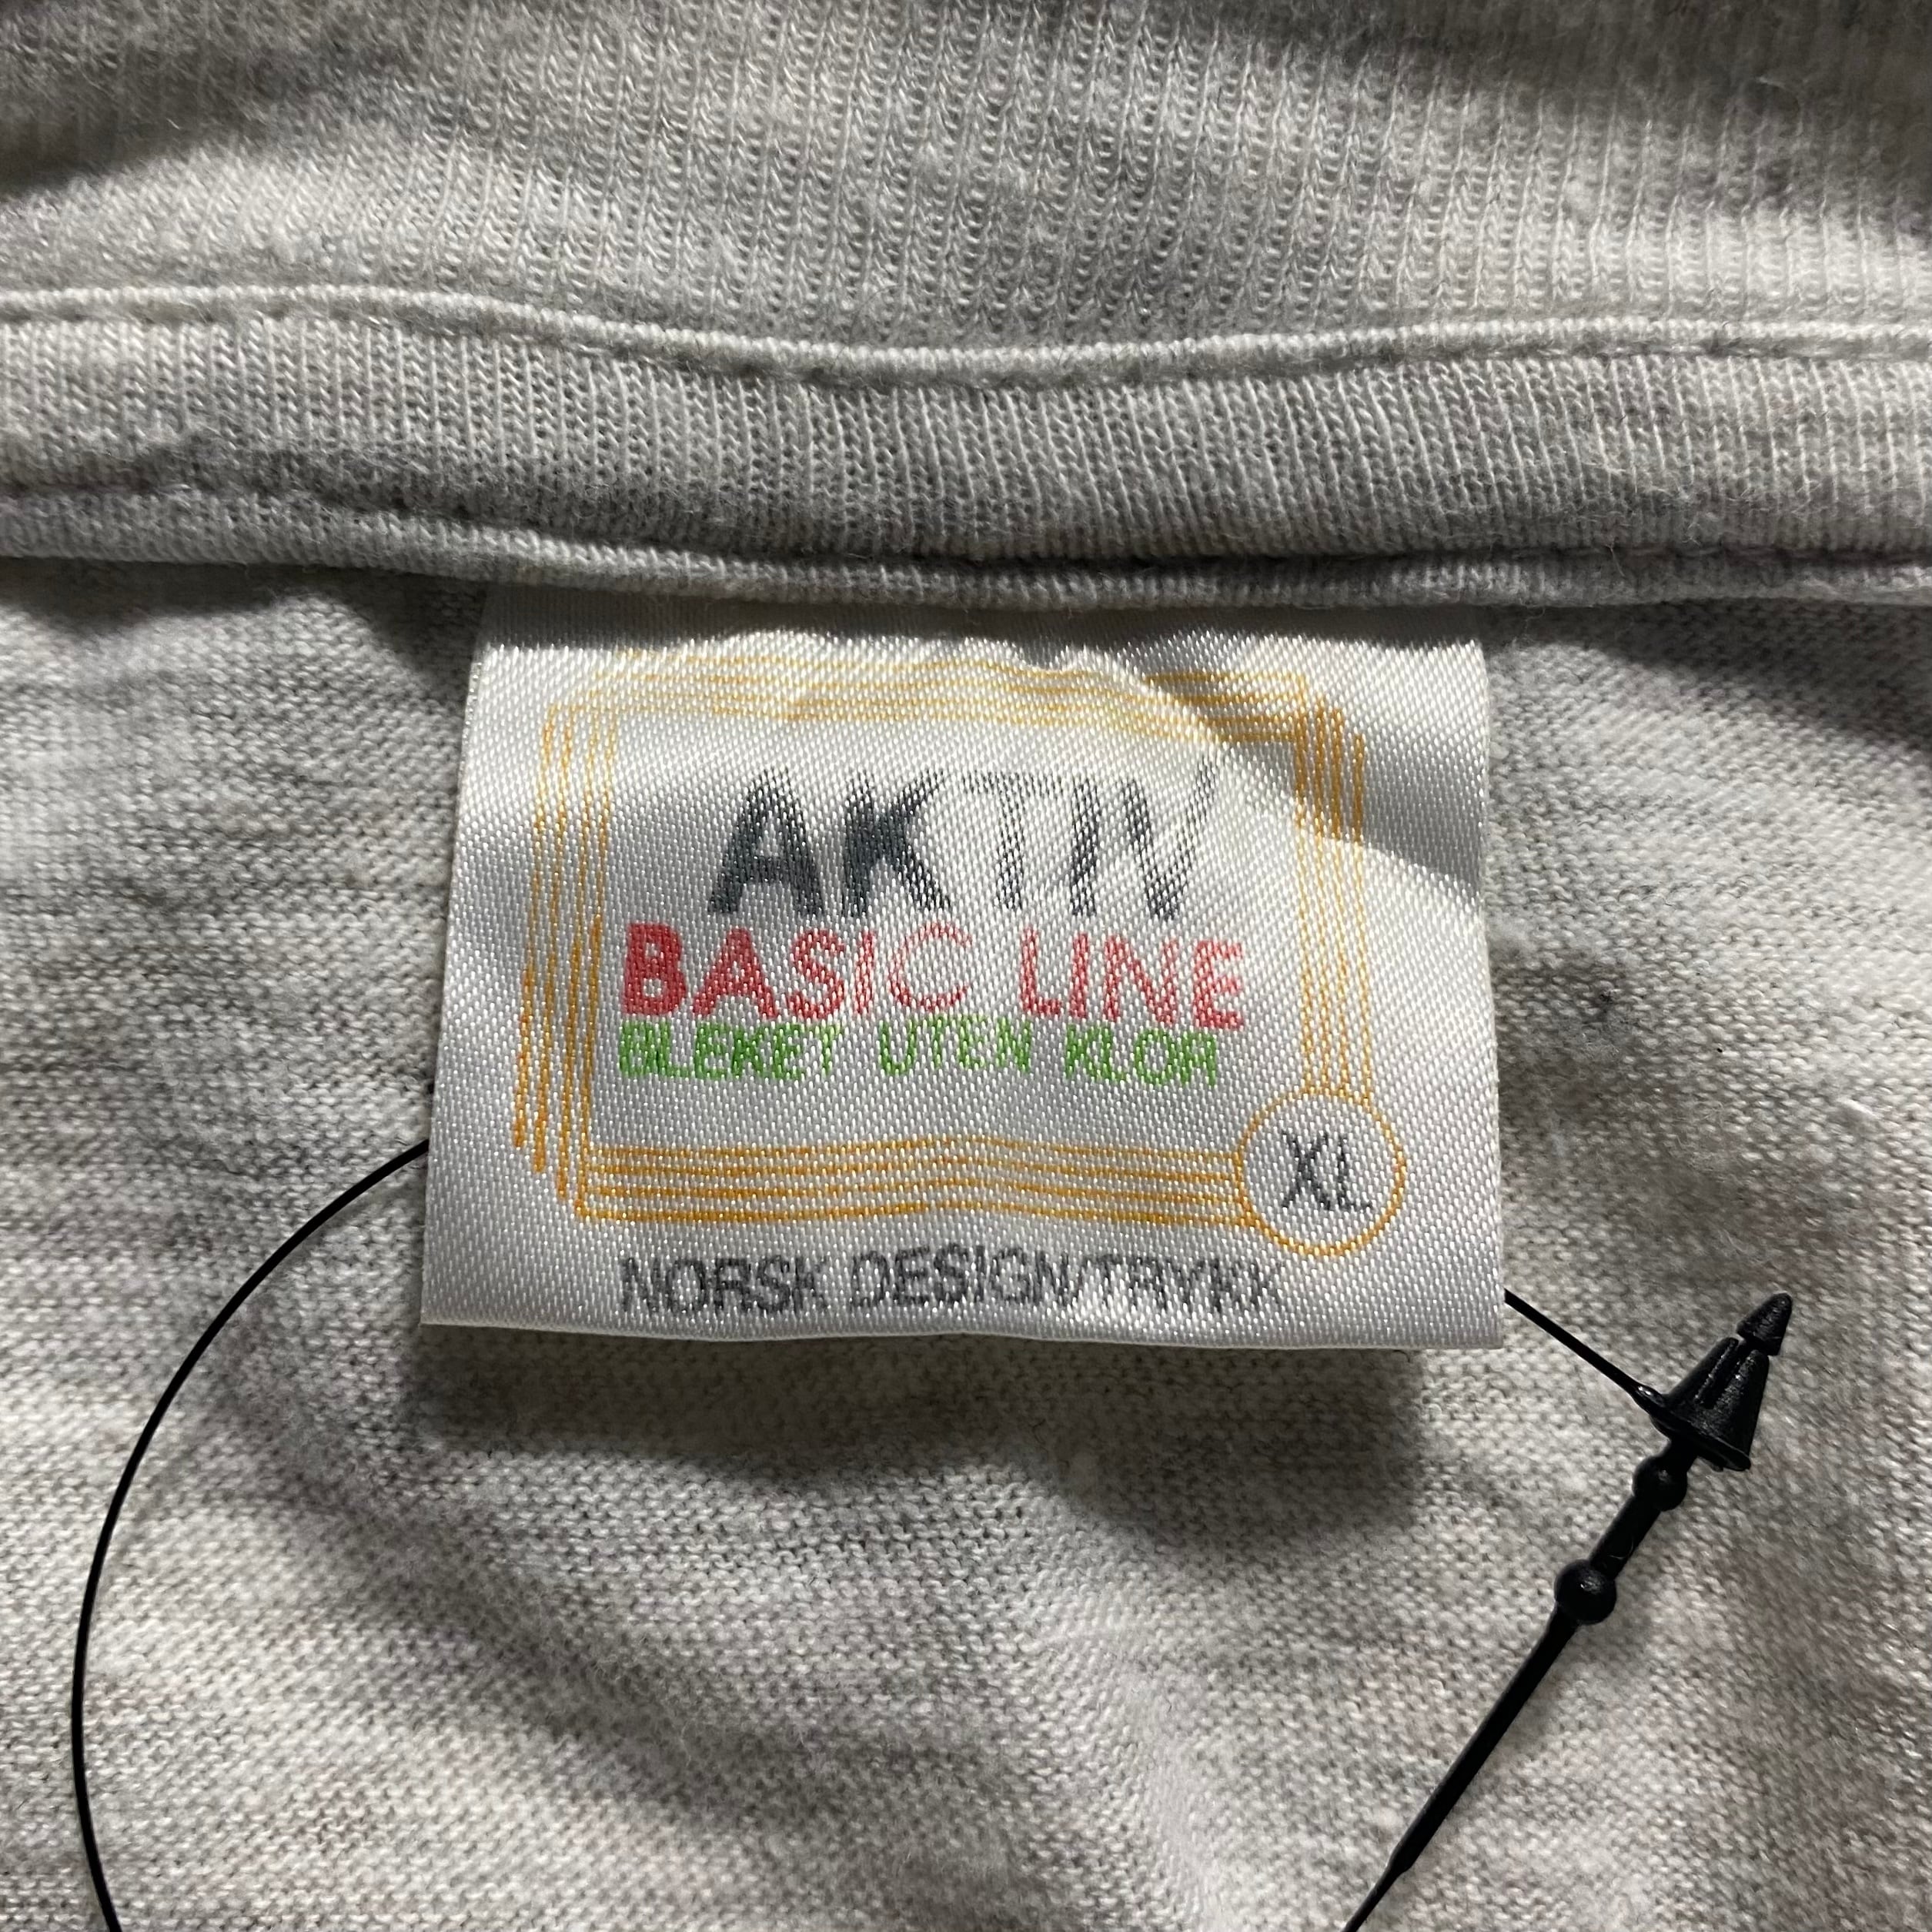 AKTIV
BASIC LINE
BLEKET UTEN KLOR
XL
NORSK DESIGN/TRYKK